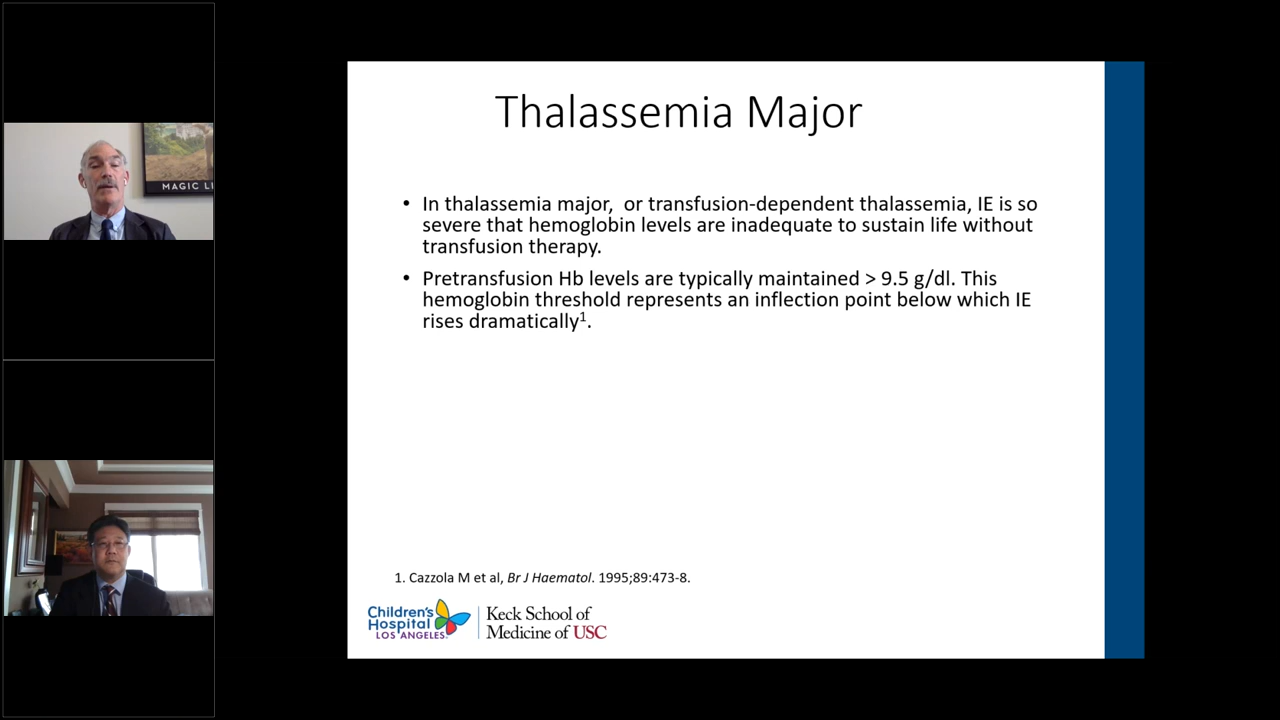 MAGIC LI
Thalassemia Major
• In thalassemia major,  or transfusion-dependent thalassemia, IE is so
severe that hemoglobin levels are inadequate to sustain life without
transfusion therapy.
• Pretransfusion Hb levels are typically maintained > 9.5 g/dl. This
hemoglobin threshold represents an inflection point below which IE
rises dramatically¹.
1. Cazzola M et al, Br J Haematol. 1995;89:473-8.
Children's
Hospital
LOS ANGELES
Keck School of
Medicine of USC